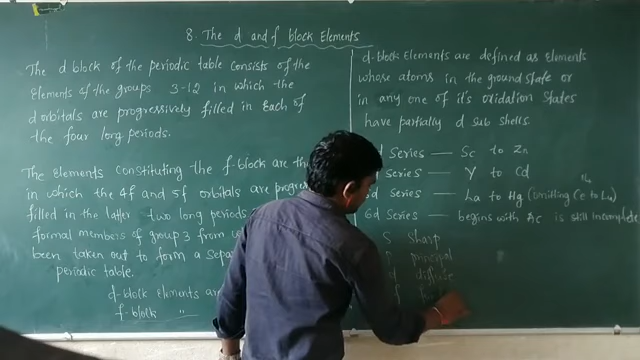 8. The d and f block Elements
The d block of the periodic table consists of the
Elements of the groups 3-12 in which the
d orbitals are progressively filled in Each of
the four long periods.
The elements constituting the f-block are
in which the 4f and 5f orbitals are
filled in the latter two long periods
formal members of group 3 from
been taken out to form a
periodic table.
d-block Elements are
f-block "
d-block Elements are defined as Elements
whose atoms in the ground state or
in any one of it's oxidation states
have partially d sub shells.
d Series — Sc to Zn
Series — Y to Cd
d Series — La to Hg (omitting Ce to Lu)
6d Series — begins with Ac is still incomplete
S Sharp
principal
d diffuse
f